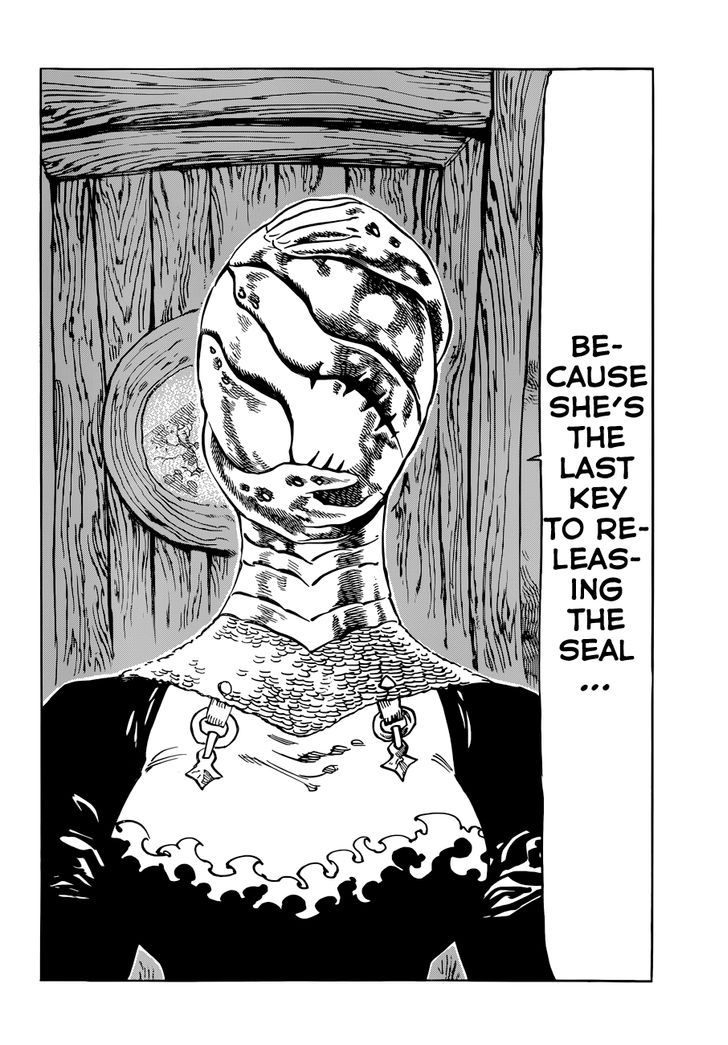 BE-
CAUSE
SHE'S
THE
LAST
KEY
TO RE-
LEAS-
ING
THE
SEAL
...